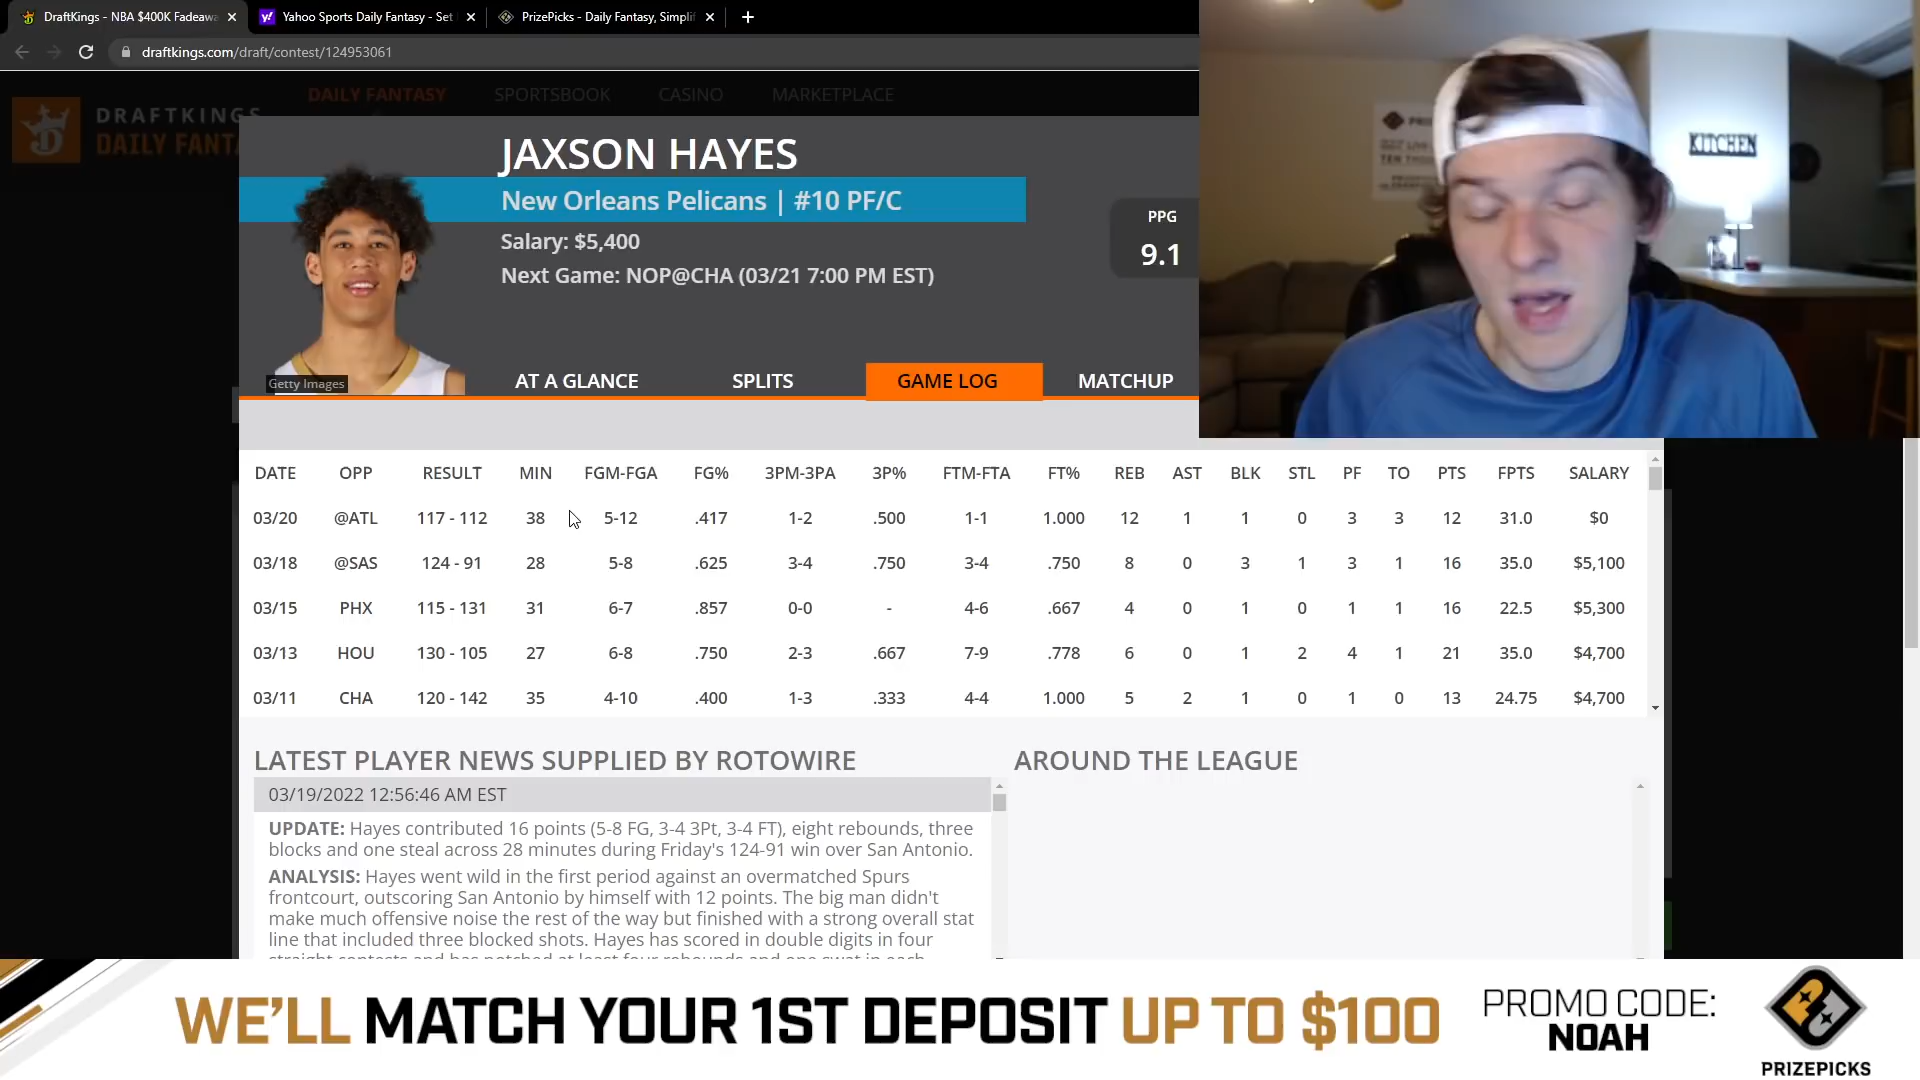 DraftKings - NBA $400K Fadeaw
Yahoo Sports Daily Fantasy - Set
PrizePicks - Daily Fantasy, Simplif
draftkings.com/draft/contest/124953061
DRAFTKINGS
DAILY FANT
DAILY FANTASY SPORTSBOOK CASINO MARKETPLACE
JAXSON HAYES
New Orleans Pelicans | #10 PF/C
Salary: $5,400
Next Game: NOP@CHA (03/21 7:00 PM EST)
PPG
9.1
Getty Images
KITCHEN
AT A GLANCE SPLITS GAME LOG MATCHUP
DATE OPP RESULT MIN FGM-FGA FG% 3PM-3PA 3P% FTM-FTA FT% REB AST BLK STL PF TO PTS FPTS SALARY
03/20 @ATL 117 - 112 38 5-12 .417 1-2 .500 1-1 1.000 12 1 1 0 3 3 12 31.0 $0
03/18 @SAS 124 - 91 28 5-8 .625 3-4 .750 3-4 .750 8 0 3 1 3 1 16 35.0 $5,100
03/15 PHX 115 - 131 31 6-7 .857 0-0 - 4-6 .667 4 0 1 0 1 1 16 22.5 $5,300
03/13 HOU 130 - 105 27 6-8 .750 2-3 .667 7-9 .778 6 0 1 2 4 1 21 35.0 $4,700
03/11 CHA 120 - 142 35 4-10 .400 1-3 .333 4-4 1.000 5 2 1 0 1 0 13 24.75 $4,700
LATEST PLAYER NEWS SUPPLIED BY ROTOWIRE
AROUND THE LEAGUE
03/19/2022 12:56:46 AM EST
UPDATE: Hayes contributed 16 points (5-8 FG, 3-4 3Pt, 3-4 FT), eight rebounds, three
blocks and one steal across 28 minutes during Friday's 124-91 win over San Antonio.
ANALYSIS: Hayes went wild in the first period against an overmatched Spurs
frontcourt, outscoring San Antonio by himself with 12 points. The big man didn't
make much offensive noise the rest of the way but finished with a strong overall stat
line that included three blocked shots. Hayes has scored in double digits in four
straight contests and has notched at least four rebounds and one swat in each
WE'LL MATCH YOUR 1ST DEPOSIT UP TO $100
PROMO CODE:
NOAH
PRIZEPICKS